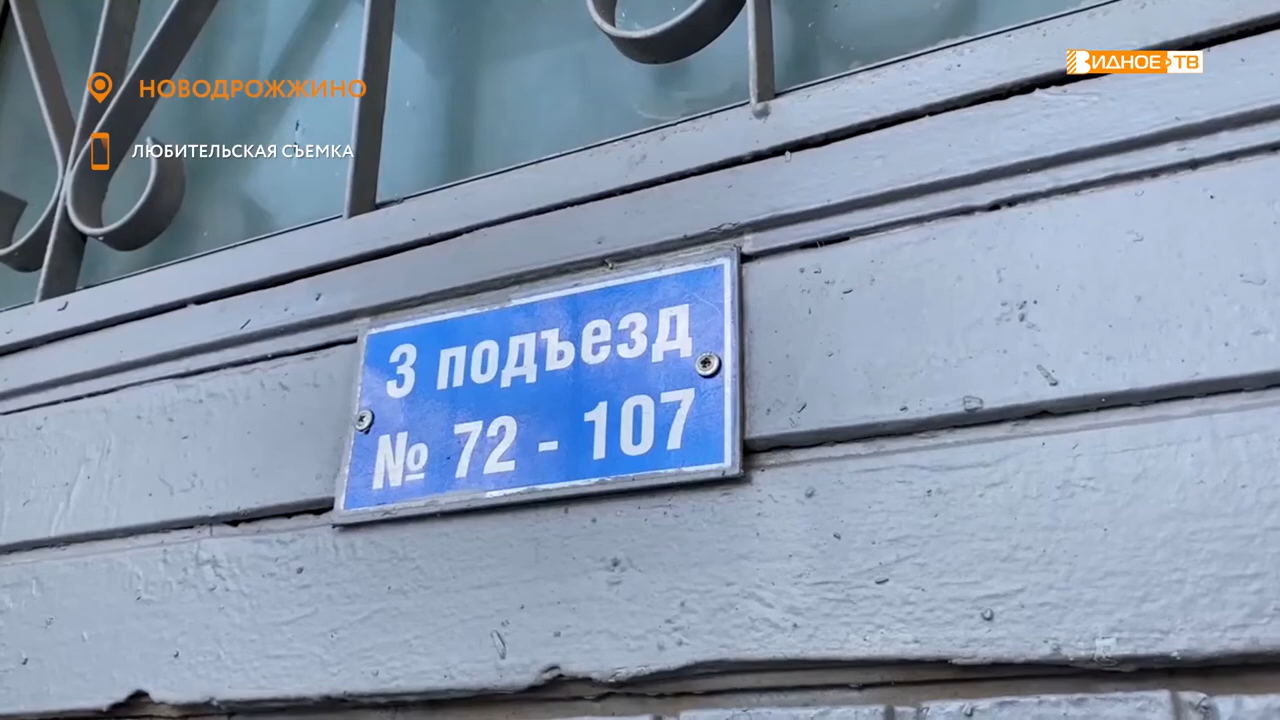 НОВОДРОЖЖИНО
ВИДНОЕ ТВ
ЛЮБИТЕЛЬСКАЯ СЪЕМКА
3 подъезд
№ 72 - 107